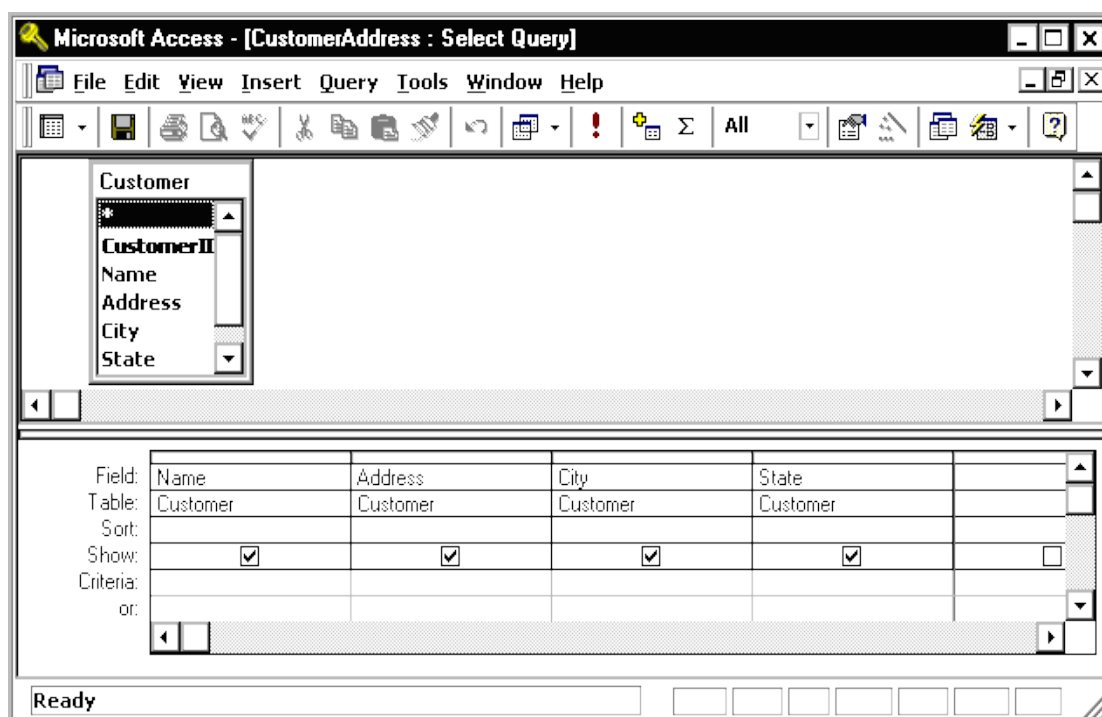 Microsoft Access - [CustomerAddress : Select Query]
File Edit View Insert Query Tools Window Help
All
Customer
*
CustomerID
Name
Address
City
State
Field: Name Address City State
Table: Customer Customer Customer Customer
Sort:
Show:
Criteria:
or:
Ready